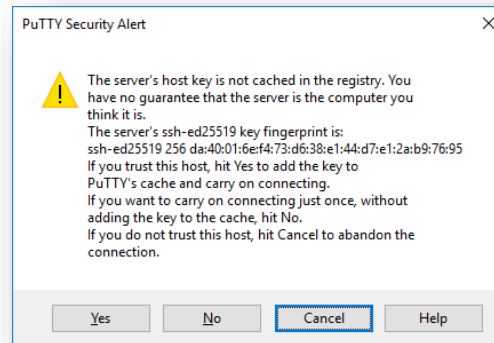 PuTTY Security Alert
The server's host key is not cached in the registry. You
have no guarantee that the server is the computer you
think it is.
The server's ssh-ed25519 key fingerprint is:
ssh-ed25519 256 da:40:01:6e:f4:73:d6:38:e1:44:d7:e1:2a:b9:76:95
If you trust this host, hit Yes to add the key to
PuTTY's cache and carry on connecting.
If you want to carry on connecting just once, without
adding the key to the cache, hit No.
If you do not trust this host, hit Cancel to abandon the
connection.
Yes No Cancel Help